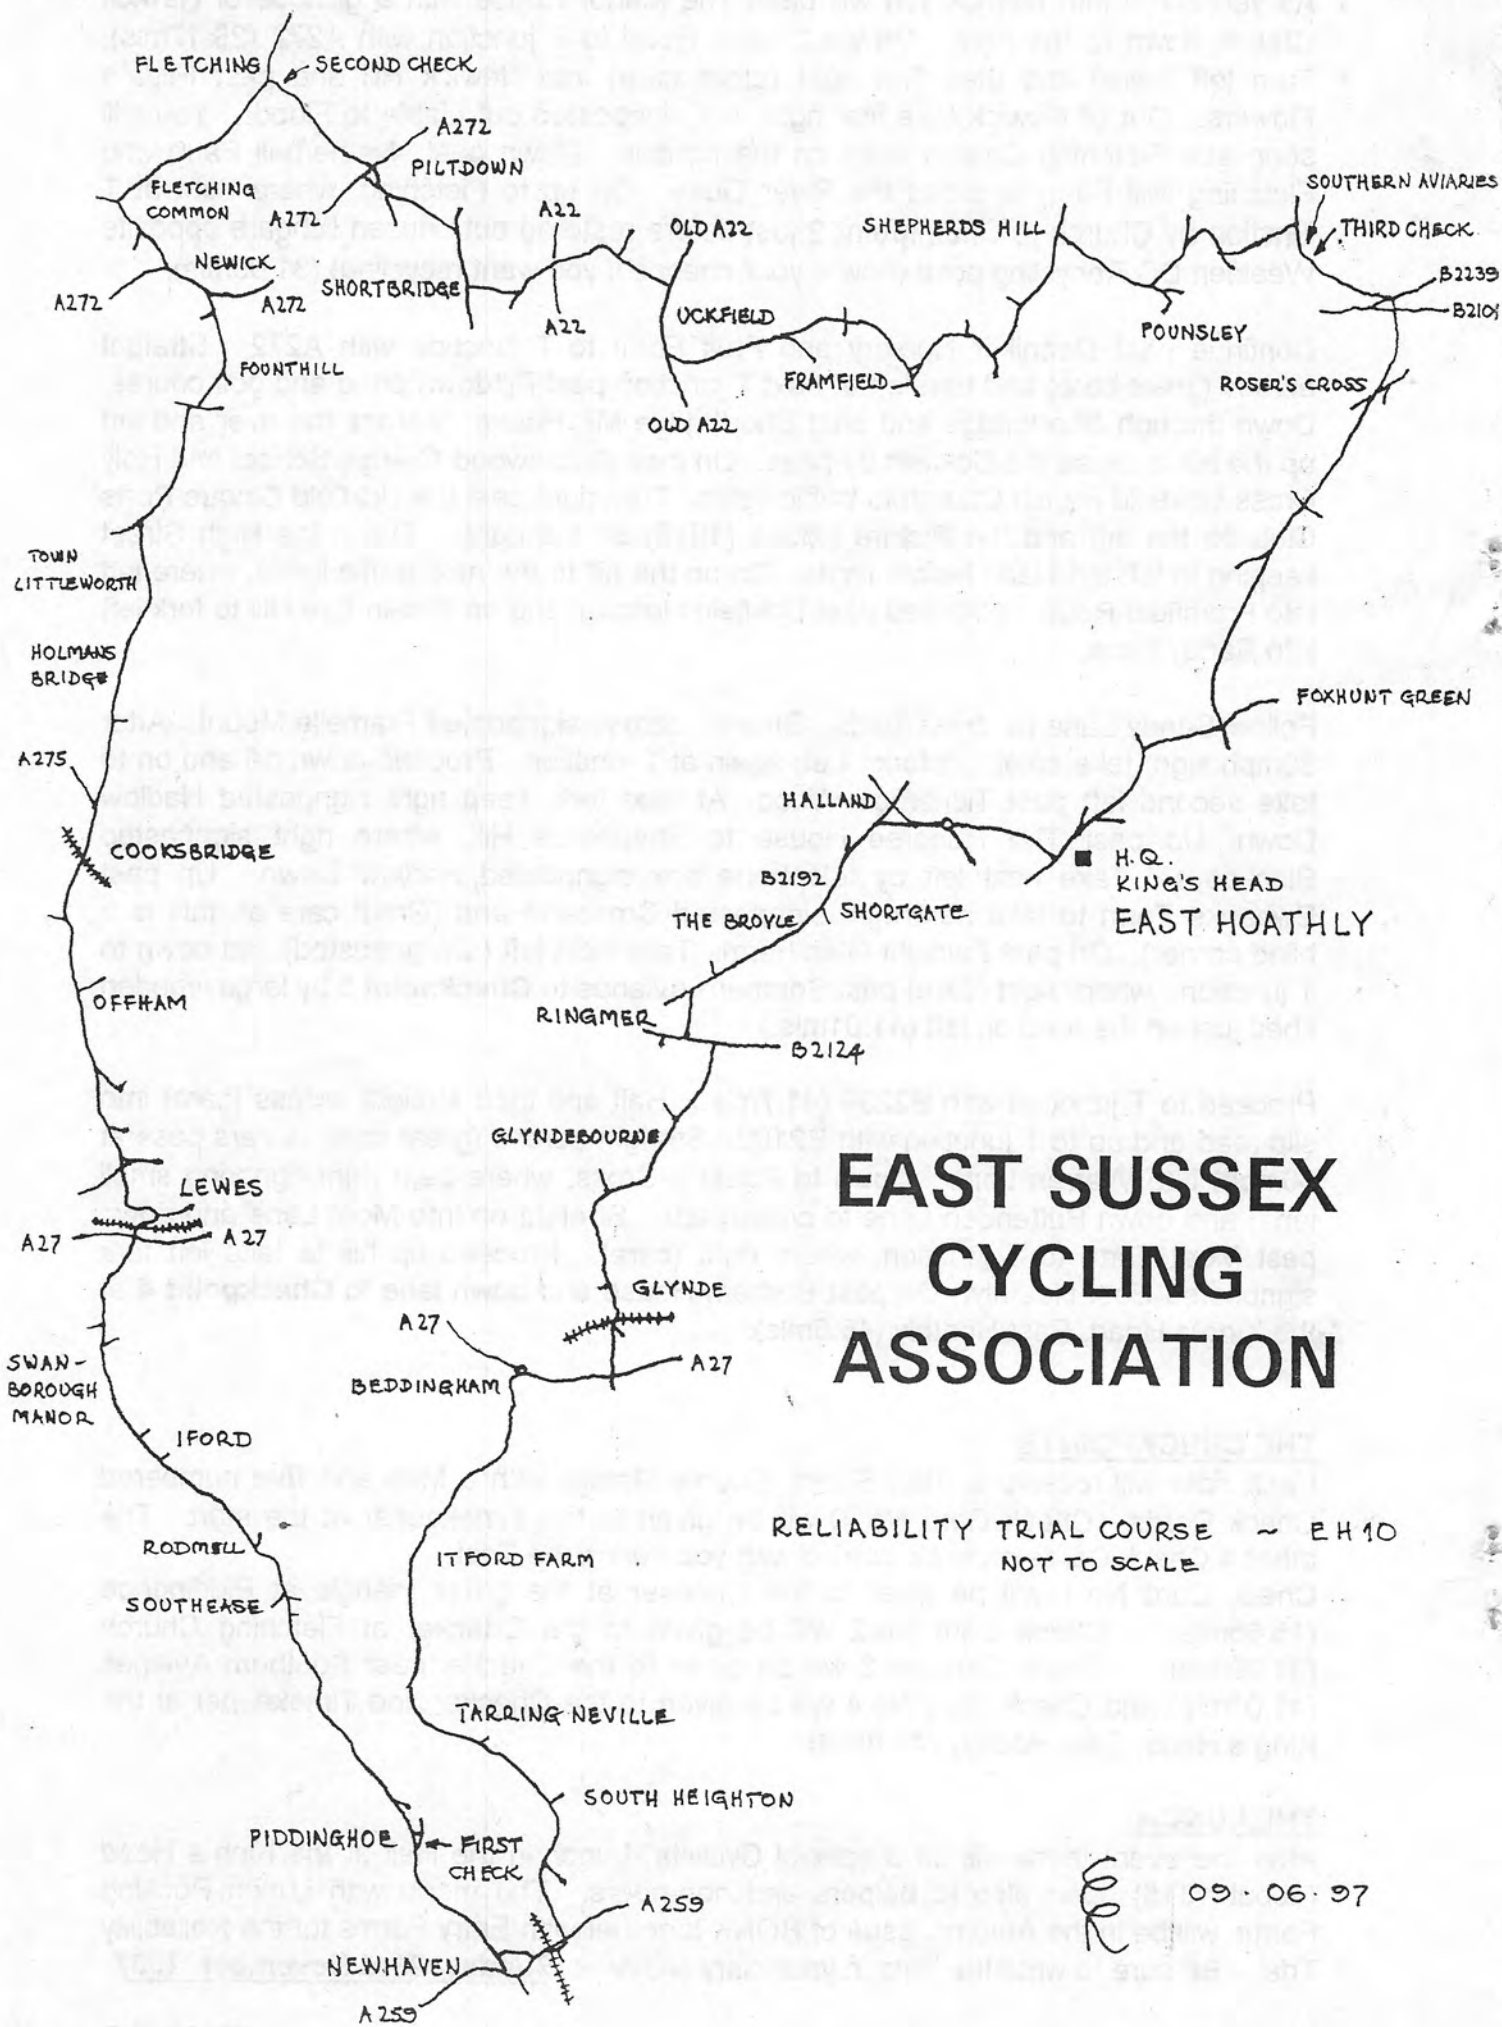 FLETCHING
SECOND CHECK
A272
PILTDOWN
FLETCHING
COMMON
A272
A22
OLD A22
SHEPHERDS HILL
SOUTHERN AVIARIES
THIRD CHECK
NEWICK
A272
A272
SHORTBRIDGE
A22
UCKFIELD
B2239
B2101
POUNSLEY
FOUNTHILL
FRAMFIELD
ROSER'S CROSS
OLD A22
TOWN
LITTLEWORTH
HOLMANS
BRIDGE
FOXHUNT GREEN
A275
HALLAND
COOKSBRIDGE
H.Q.
KING'S HEAD
EAST HOATHLY
B2192
SHORTGATE
THE BROYLE
OFFHAM
RINGMER
B2124
GLYNDEBOURNE
EAST SUSSEX
CYCLING
ASSOCIATION
LEWES
A27
A27
GLYNDE
A27
A27
BEDDINGHAM
SWAN-
BOROUGH
MANOR
IFORD
RELIABILITY TRIAL COURSE ~ EH10
NOT TO SCALE
RODMELL
ITFORD FARM
SOUTHEASE
TARRING NEVILLE
SOUTH HEIGHTON
PIDDINGHOE
FIRST
CHECK
09.06.97
A259
NEWHAVEN
A259